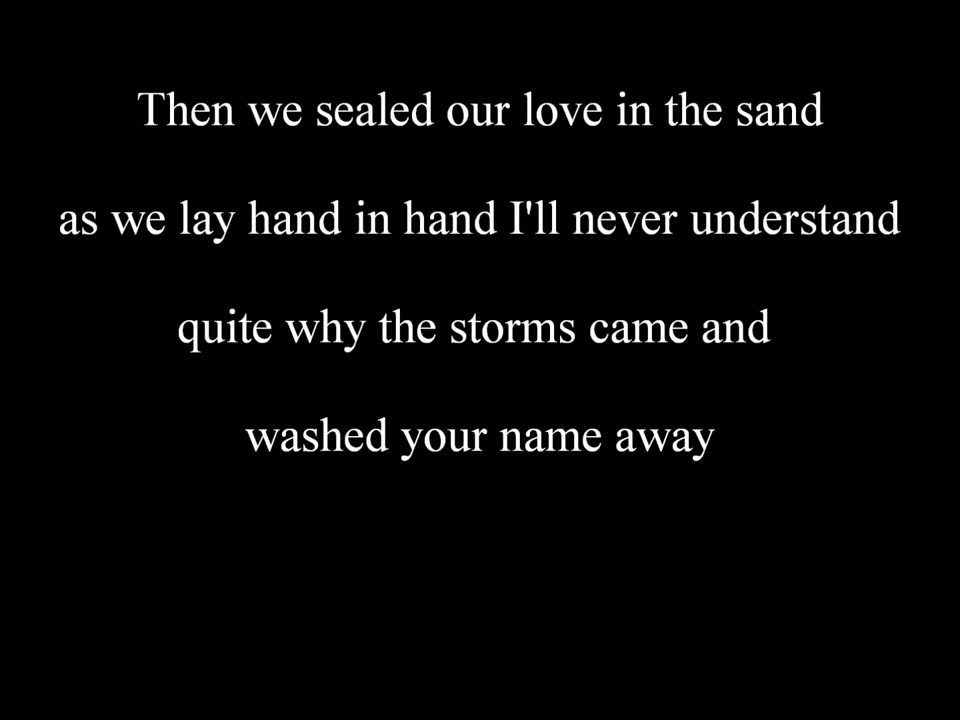 Then we sealed our love in the sand
as we lay hand in hand I'll never understand
quite why the storms came and
washed your name away